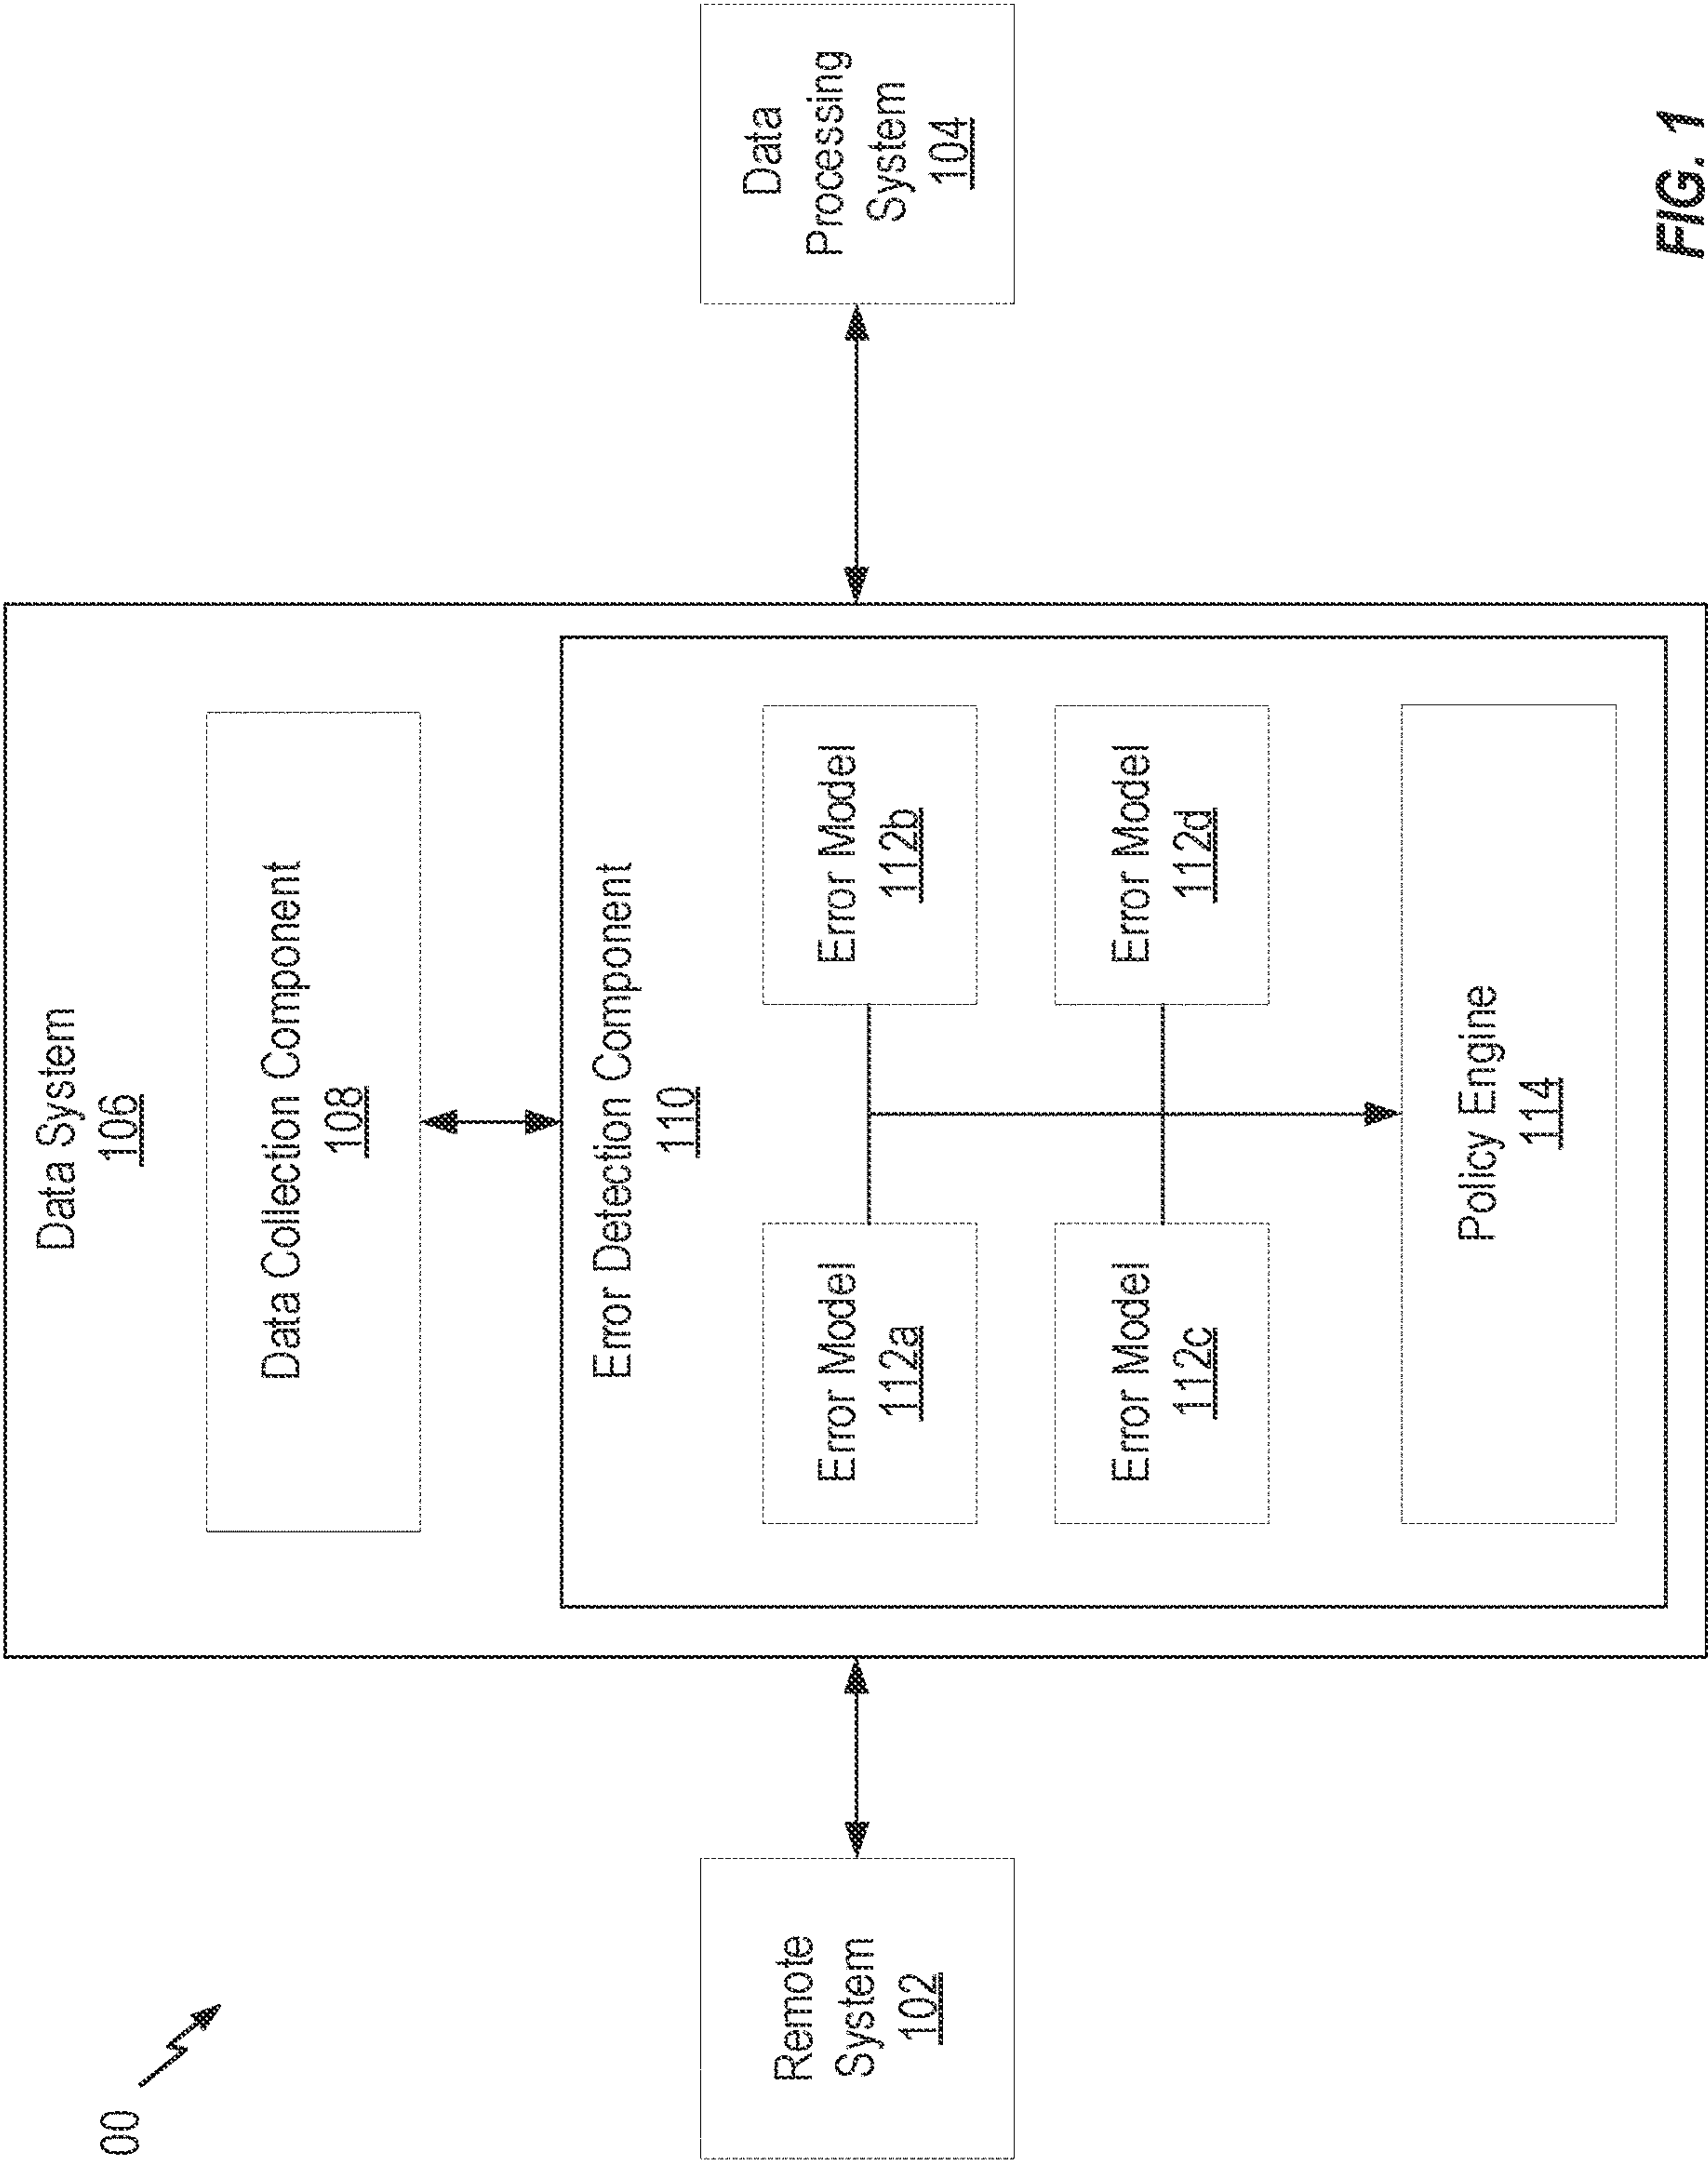 00
Data System
106
Data Collection Component
108
Error Detection Component
110
Error Model
112a
Error Model
112b
Error Model
112c
Error Model
112d
Policy Engine
114
Remote
System
102
Data
Processing
System
104
FIG. 1